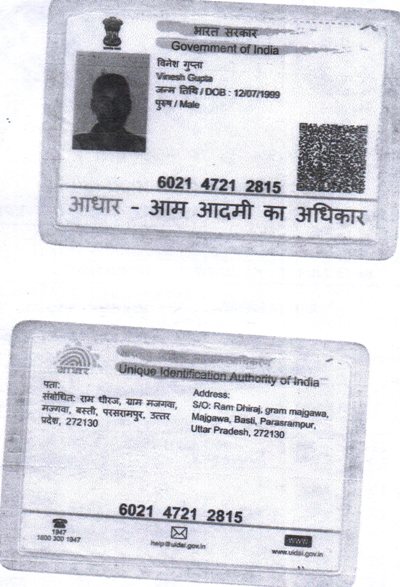 भारत सरकार
Government of India
विनेश गुप्ता
Vinesh Gupta
जन्म तिथि / DOB : 12/07/1999
पुरुष / Male
6021 4721 2815
आधार - आम आदमी का अधिकार
आधार
Unique Identification Authority of India
पता:
संबोधित: राम धीरज, ग्राम मजगवा,
मज्गवा, बस्ती, परसरामपुर, उत्तर
प्रदेश, 272130
Address:
S/O: Ram Dhiraj, gram majgawa,
Majgawa, Basti, Parasrampur,
Uttar Pradesh, 272130
6021 4721 2815
1947
1800 300 1947
help@uidai.gov.in
www
www.uidai.gov.in